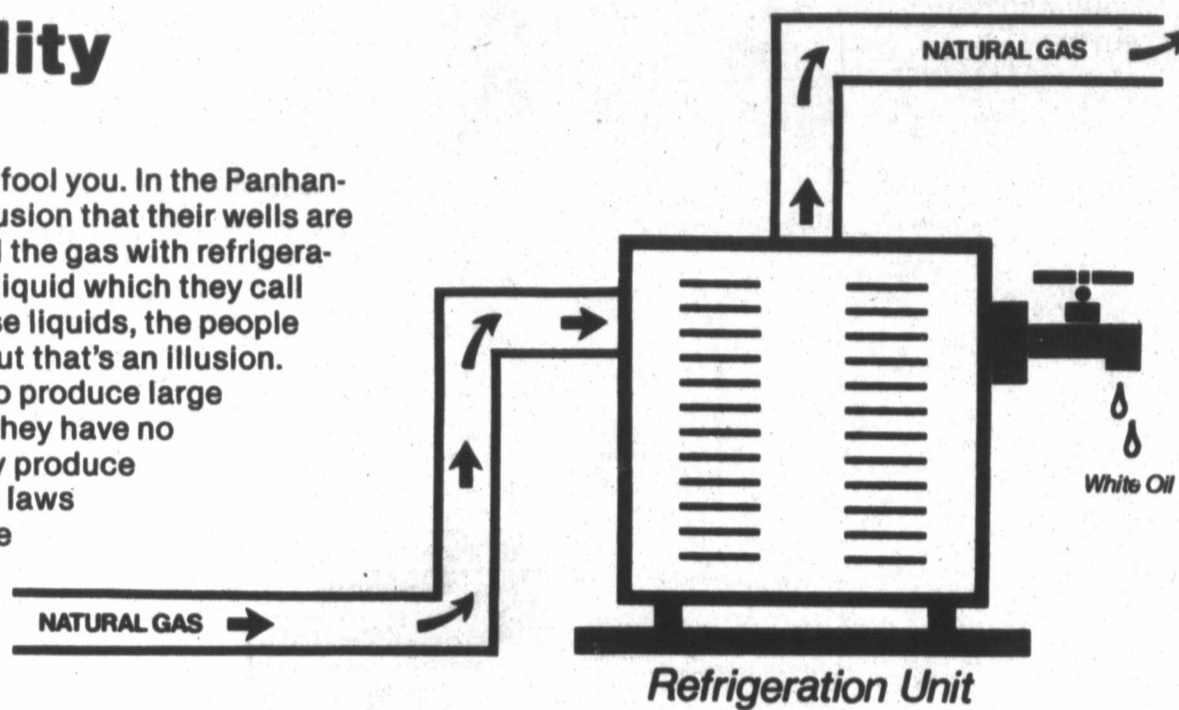 lity
fool you. In the Panhan-
usion that their wells are
the gas with refrigera-
liquid which they call
se liquids, the people
ut that's an illusion.
o produce large
they have no
y produce
laws
e
NATURAL GAS
NATURAL GAS
White Oil
Refrigeration Unit